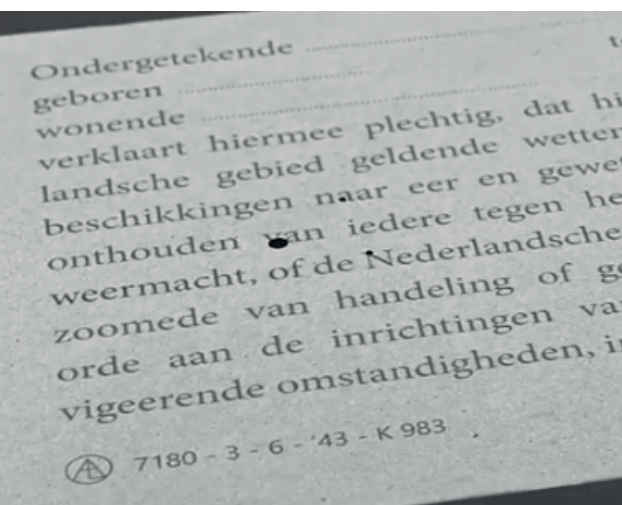 Ondergetekende
geboren
wonende
verklaart hiermee plechtig, dat
landsche gebied geldende
beschikkingen naar eer en
onthouden van iedere tegen
weermacht, of de Nederlandsche
zoomede van handeling of
orde aan de inrichtingen
vigeerende omstandigheden,
7180 - 3 - 6 - '43 - K 983